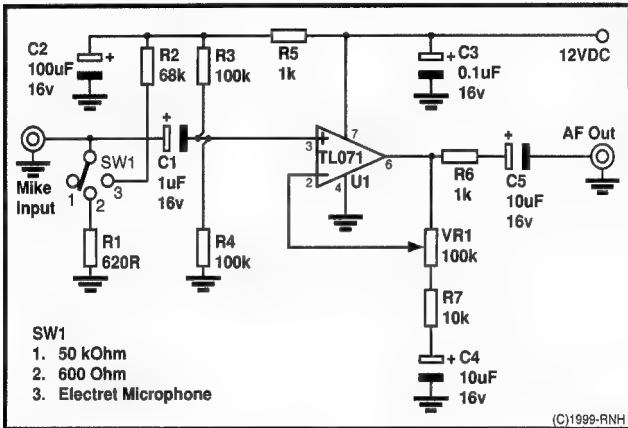 C2
100uF
16v
+
R2
68k
R3
100k
R5
1k
+
C3
0.1uF
16v
12VDC
Mike
Input
SW1
1
2
3
+
C1
1uF
16v
3
2
+
7
TL071
4
U1
6
R6
1k
+
C5
10uF
16v
AF Out
R1
620R
R4
100k
VR1
100k
R7
10k
+
C4
10uF
16v
SW1
1. 50 kOhm
2. 600 Ohm
3. Electret Microphone
(C)1999-RNH